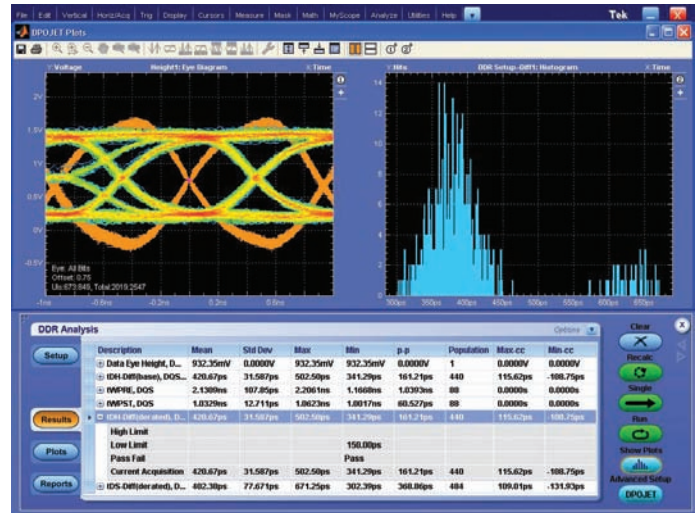 File Edit Vertical Horiz/Acq Trig Display Cursors Measure Mask Math MyScope Analyze Utilities Help Tek
DPOJET Plots
Y:Voltage Height1: Eye Diagram X:Time
2V
1.5V
1V
0.5V
0V
-0.5V
Eye: All Bits
Offset: 0.75
UIs:673:849, Total:2019:2547
-1ns -0.6ns -0.2ns 0.2ns 0.6ns
Y:Hits DDR Setup-Diff1: Histogram X:Time
14
12
10
8
6
4
2
0
300ps 350ps 400ps 450ps 500ps 550ps 600ps 650ps
DDR Analysis Options
Setup
Results
Plots
Reports
Description Mean Std Dev Max Min p-p Population Max-cc Min-cc
Data Eye Height, D... 932.35mV 0.0000V 932.35mV 932.35mV 0.0000V 1 0.0000V 0.0000V
tDH-Diff(base), DQS... 420.67ps 31.587ps 502.50ps 341.29ps 161.21ps 440 115.62ps -108.75ps
tWPRE, DQS 2.1309ns 107.85ps 2.2061ns 1.1668ns 1.0393ns 88 0.0000s 0.0000s
tWPST, DQS 1.0329ns 12.711ps 1.0623ns 1.0017ns 60.527ps 88 0.0000s 0.0000s
tDH-Diff(derated), D... 420.67ps 31.587ps 502.50ps 341.29ps 161.21ps 440 115.62ps -108.75ps
High Limit
Low Limit 150.00ps
Pass Fail Pass
Current Acquisition 420.67ps 31.587ps 502.50ps 341.29ps 161.21ps 440 115.62ps -108.75ps
tDS-Diff(derated), D... 402.30ps 77.671ps 671.25ps 302.39ps 368.86ps 484 109.01ps -131.93ps
Clear
Recalc
Single
Run
Show Plots
Advanced Setup
DPOJET